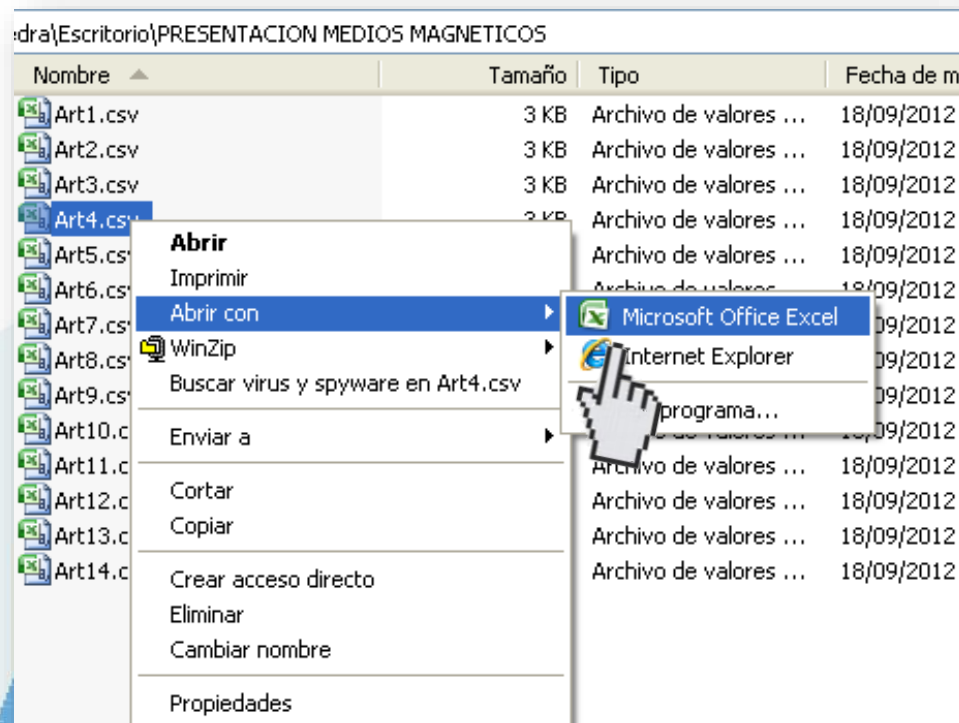 edra\Escritorio\PRESENTACION MEDIOS MAGNETICOS
Nombre Tamaño Tipo Fecha de m
Art1.csv 3 KB Archivo de valores ... 18/09/2012
Art2.csv 3 KB Archivo de valores ... 18/09/2012
Art3.csv 3 KB Archivo de valores ... 18/09/2012
Art4.csv 3 KB Archivo de valores ... 18/09/2012
Abrir
Art5.cs Archivo de valores ... 18/09/2012
Imprimir
Art6.cs Archivo de valores 18/09/2012
Abrir con Microsoft Office Excel
Art7.cs 09/2012
WinZip Internet Explorer
Art8.cs 09/2012
Buscar virus y spyware en Art4.csv
Art9.cs 09/2012
programa...
Art10.c 09/2012
Enviar a
Art11.c Archivo de valores ... 18/09/2012
Art12.c Archivo de valores ... 18/09/2012
Cortar
Copiar
Art13.c Archivo de valores ... 18/09/2012
Art14.c Archivo de valores ... 18/09/2012
Crear acceso directo
Eliminar
Cambiar nombre
Propiedades